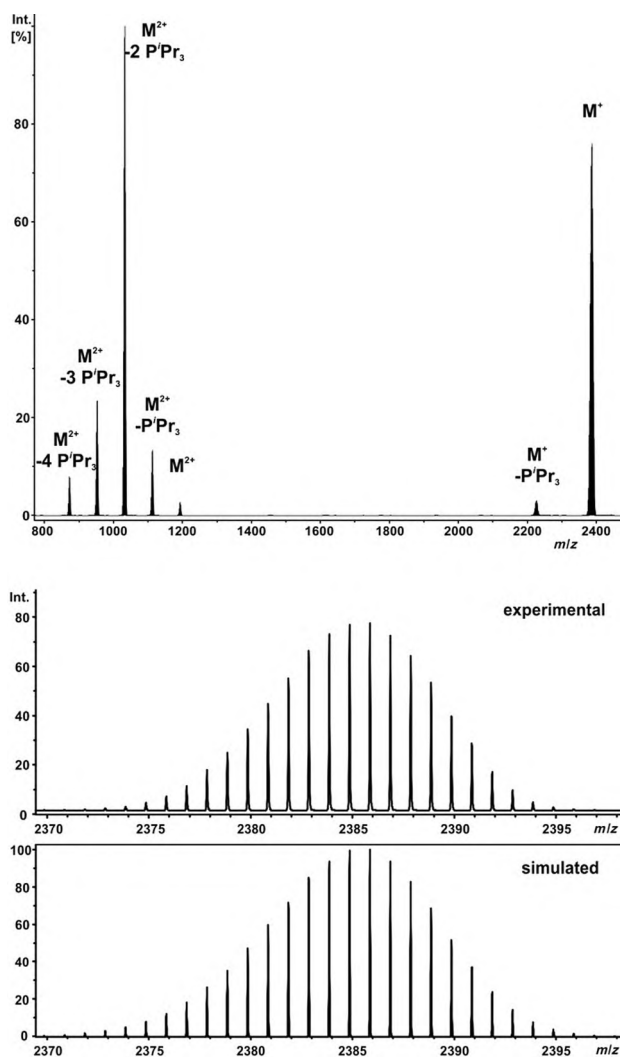 Int.
[%]
M²⁺
-2 PⁱPr₃
M⁺
80
60
40
M²⁺
-3 PⁱPr₃
20
M²⁺
-4 PⁱPr₃
M²⁺
-PⁱPr₃
M²⁺
M⁺
-PⁱPr₃
0
800 1000 1200 1400 1600 1800 2000 2200 2400
m/z
Int.
experimental
80
60
40
20
0
2370 2375 2380 2385 2390 2395 m/z
100
simulated
80
60
40
20
0
2370 2375 2380 2385 2390 2395 m/z